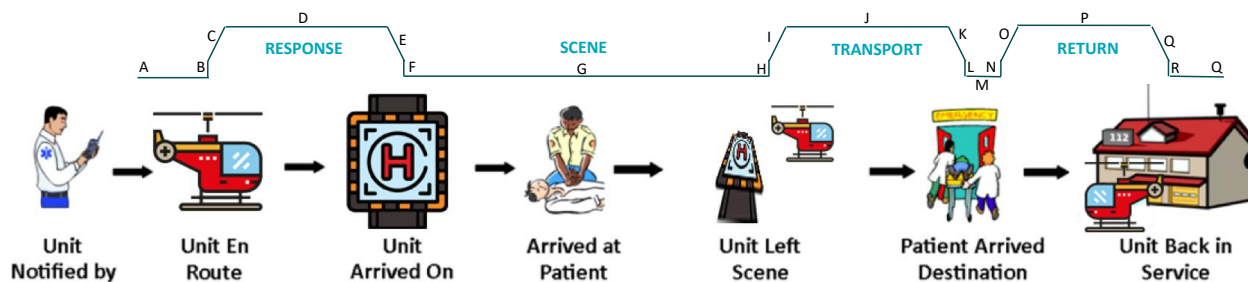 D
J
P
C
E
I
K
O
Q
RESPONSE
SCENE
TRANSPORT
RETURN
A
B
F
G
H
L
N
M
R
Q
EMERGENCY
112
H
H
Unit
Notified by
Unit En
Route
Unit
Arrived On
Arrived at
Patient
Unit Left
Scene
Patient Arrived
Destination
Unit Back in
Service